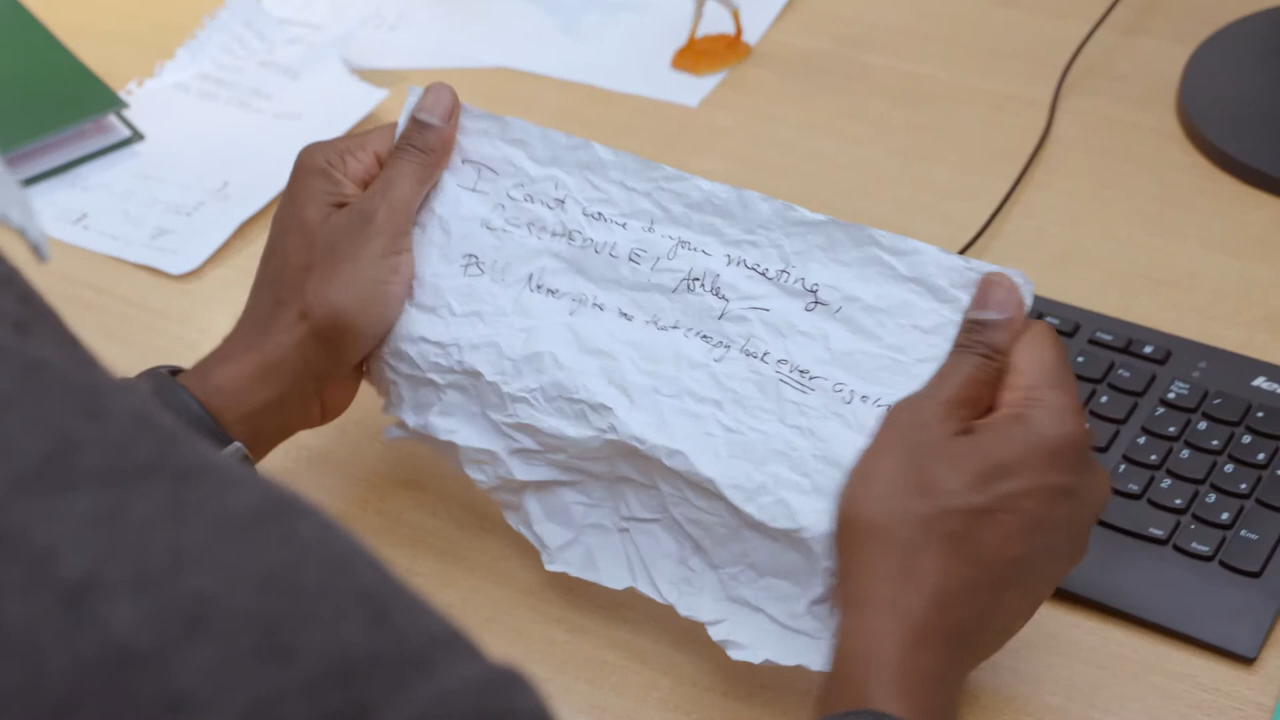 I can't come to your meeting,
RESCHEDULE! Ashley
PS!! Never give me that creepy look ever again